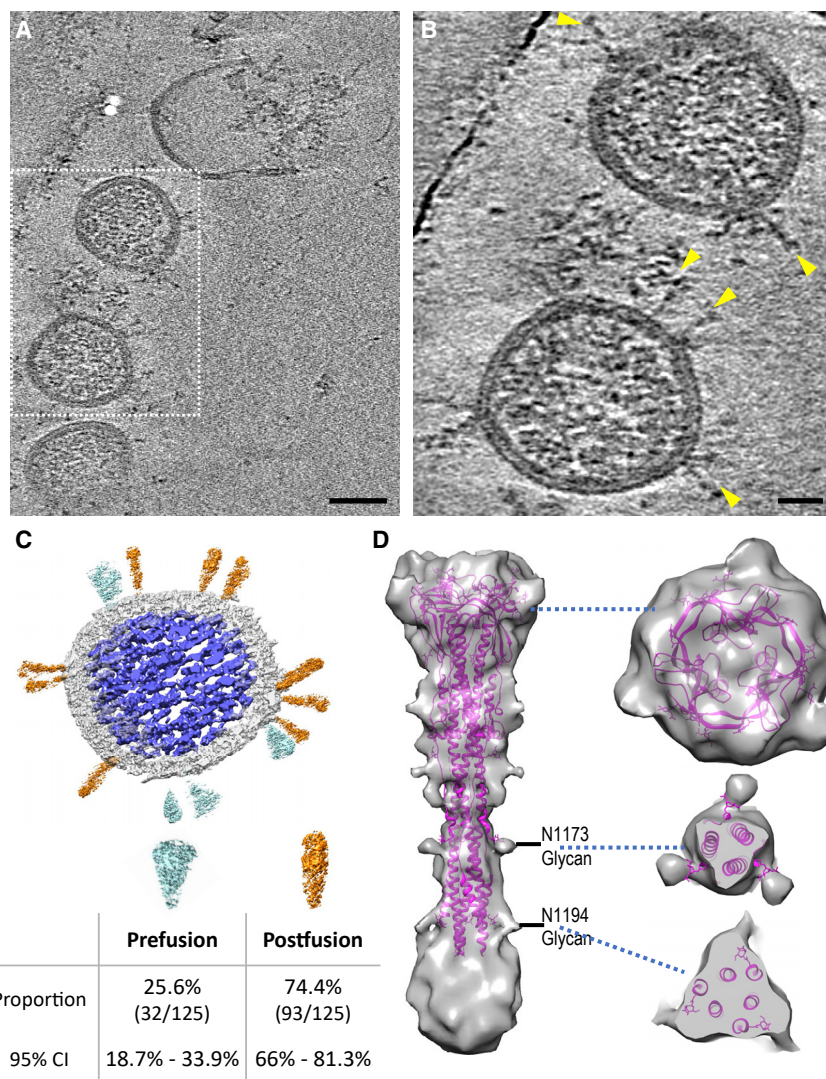 A
B
C
D
N1173
Glycan
N1194
Glycan
Prefusion Postfusion
Proportion 25.6% 74.4%
(32/125) (93/125)
95% CI 18.7% - 33.9% 66% - 81.3%